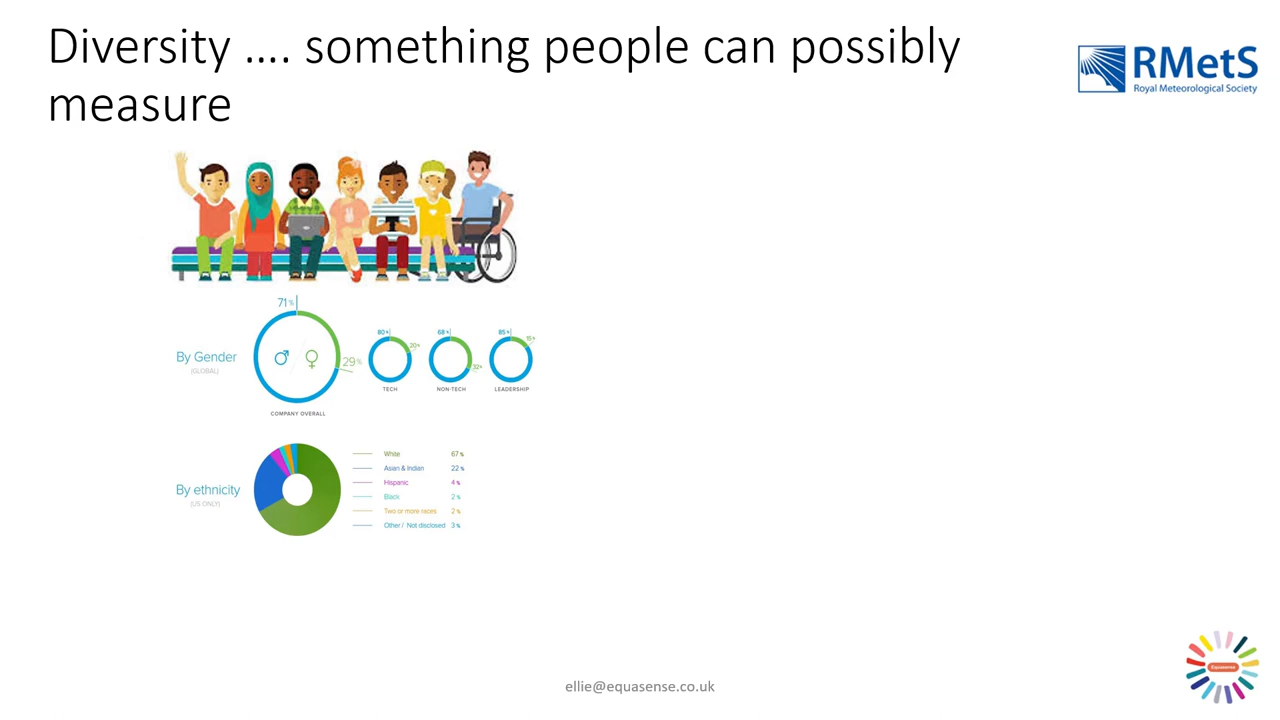 Diversity .... something people can possibly
measure
RMetS
Royal Meteorological Society
71%
By Gender
(GLOBAL)
29%
COMPANY OVERALL
80%
20%
TECH
68%
32%
NON-TECH
85%
15%
LEADERSHIP
By ethnicity
(US ONLY)
White 67%
Asian & Indian 22%
Hispanic 4%
Black 2%
Two or more races 2%
Other / Not disclosed 3%
ellie@equasense.co.uk
Equasense